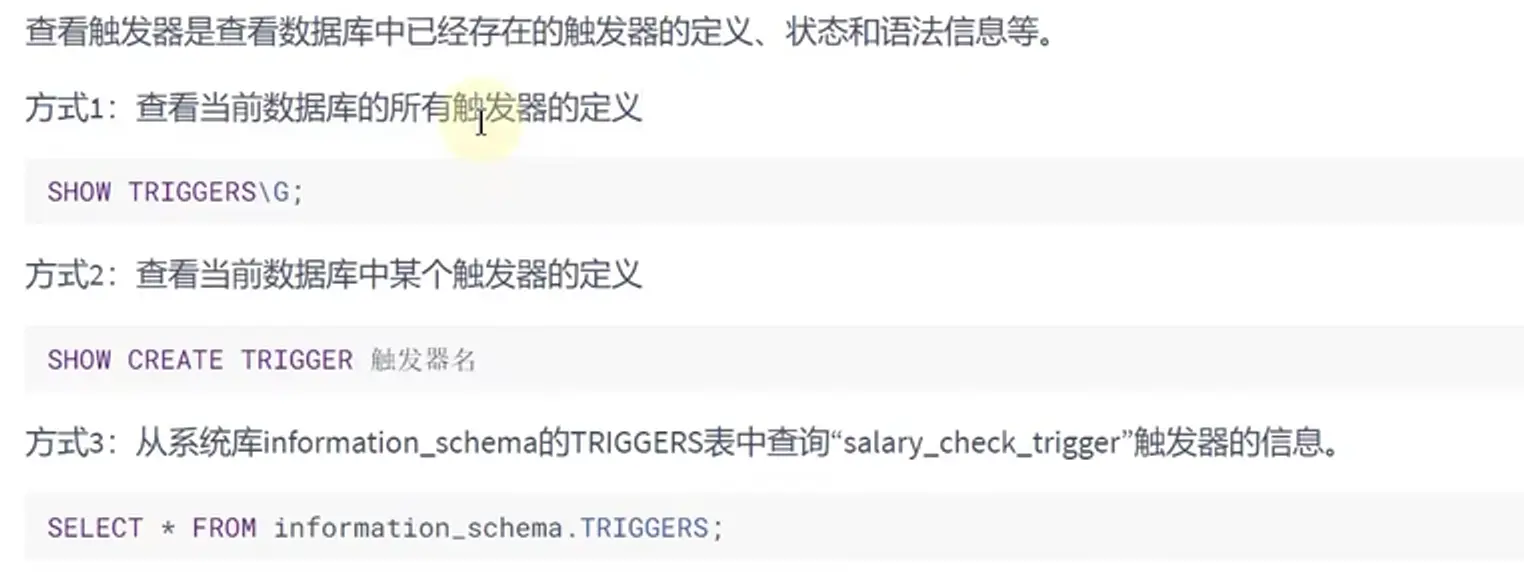 查看触发器是查看数据库中已经存在的触发器的定义、状态和语法信息等。
方式1：查看当前数据库的所有触发器的定义
SHOW TRIGGERS\G;
方式2：查看当前数据库中某个触发器的定义
SHOW CREATE TRIGGER 触发器名
方式3：从系统库information_schema的TRIGGERS表中查询“salary_check_trigger”触发器的信息。
SELECT * FROM information_schema.TRIGGERS;